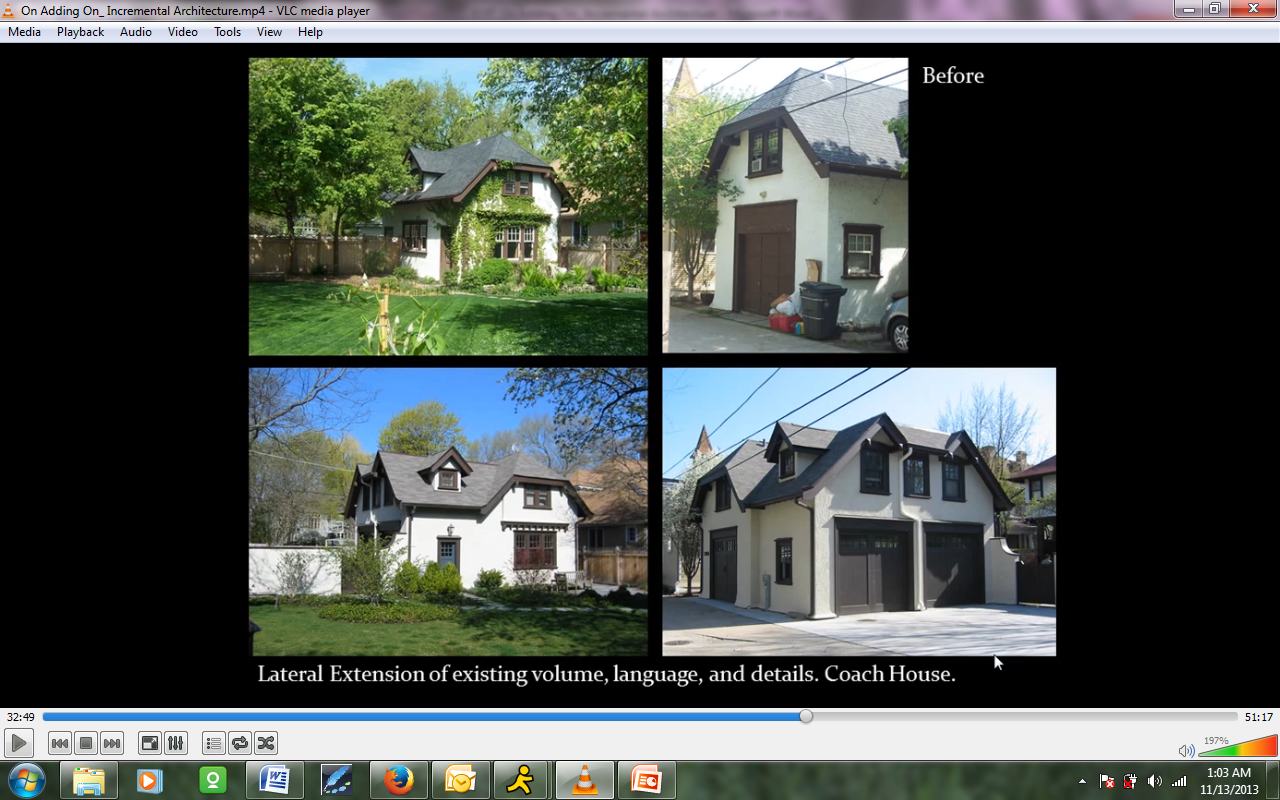 On Adding On_ Incremental Architecture.mp4 - VLC media player
Media Playback Audio Video Tools View Help
Before
Lateral Extension of existing volume, language, and details. Coach House.
32:49
51:17
197%
1:03 AM
11/13/2013